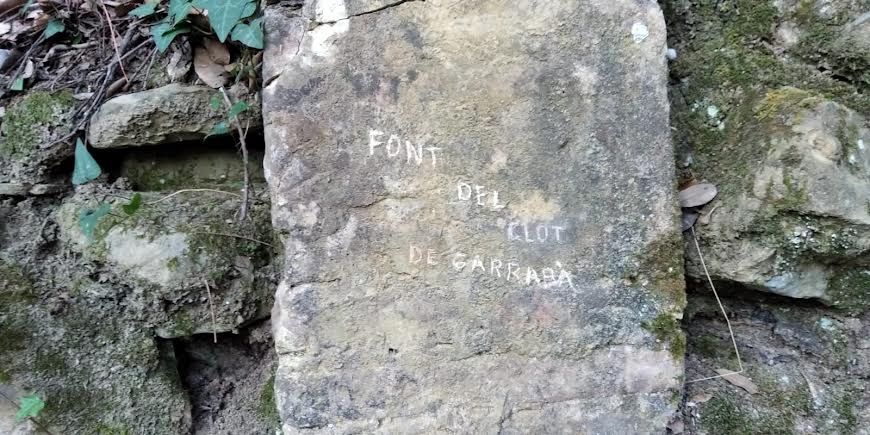 FONT
DEL
CLOT
DE GARRABÀ